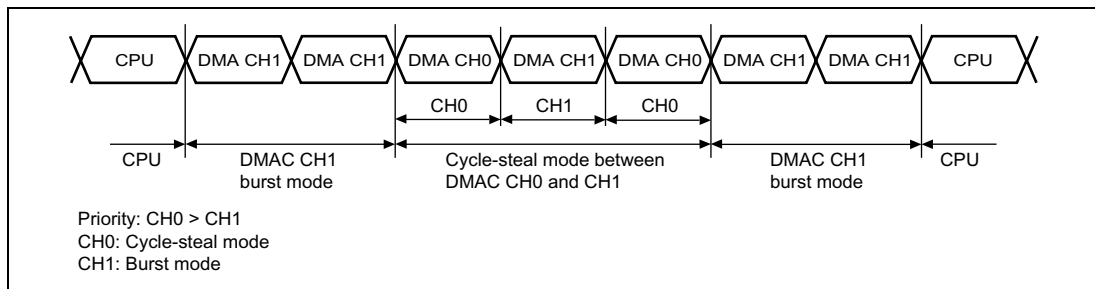 CPU DMA CH1 DMA CH1 DMA CH0 DMA CH1 DMA CH0 DMA CH1 DMA CH1 CPU
CH0 CH1 CH0
CPU DMAC CH1 Cycle-steal mode between DMAC CH1 CPU
burst mode DMAC CH0 and CH1 burst mode
Priority: CH0 > CH1
CH0: Cycle-steal mode
CH1: Burst mode